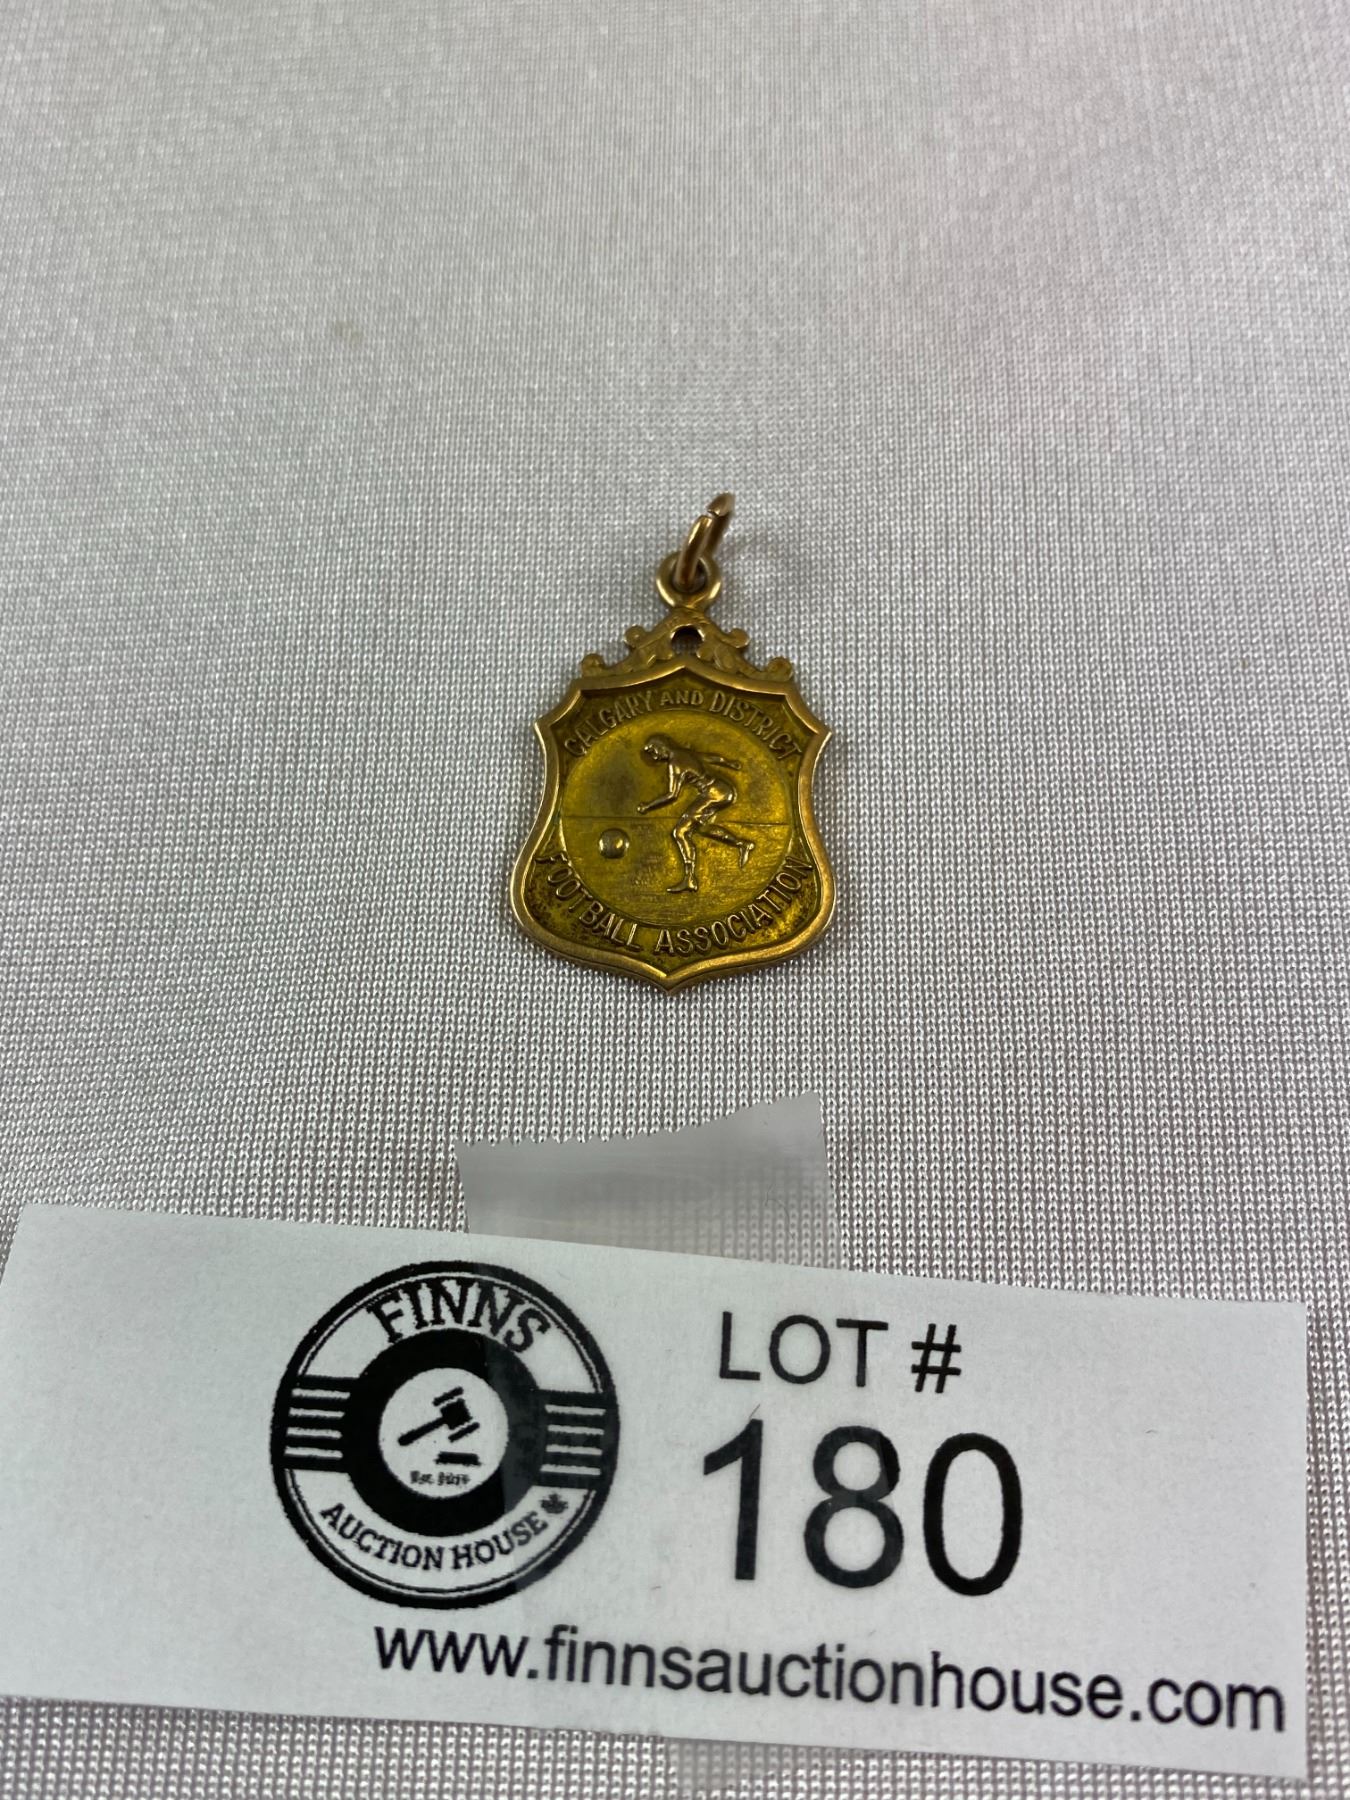 CALGARY AND DISTRICT
FOOTBALL ASSOCIATION
FINNS
AUCTION HOUSE
LOT #
180
www.finnsauctionhouse.com